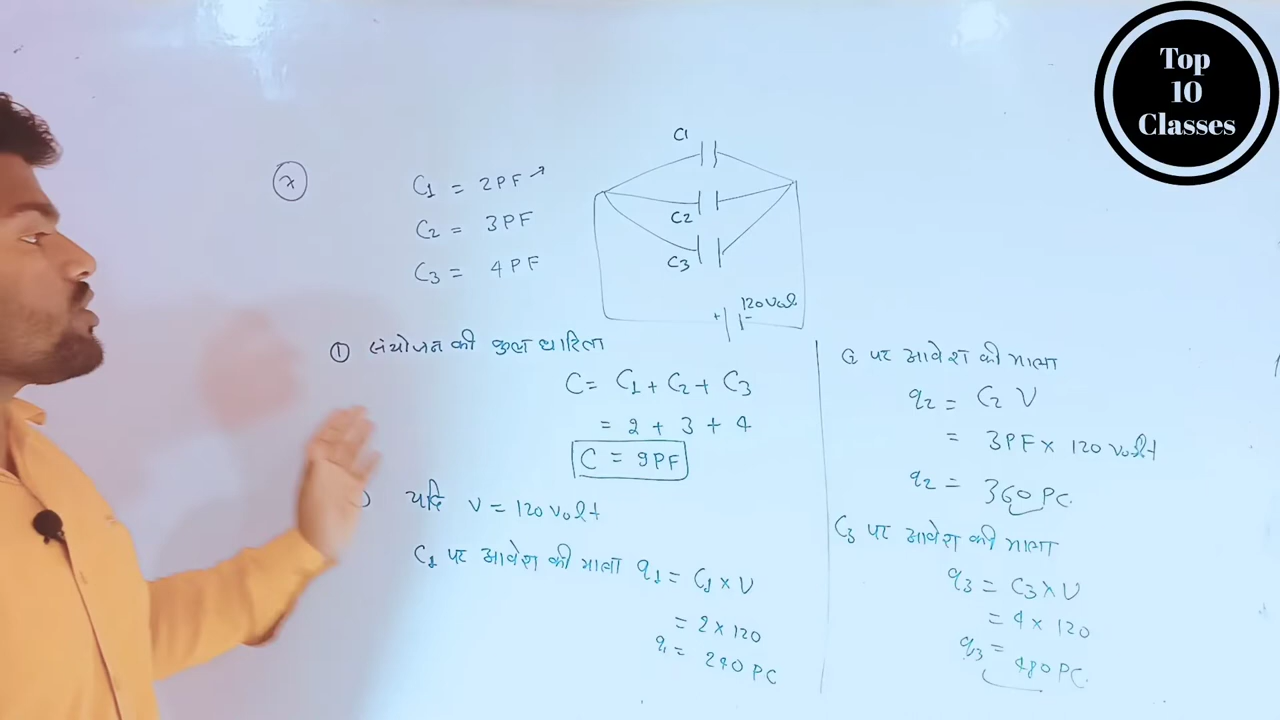 Top
10
Classes
C1 = 2PF
C2 = 3PF
C3 = 4PF
C1
C2
C3
120 Volt
+ -
① संयोजन की कुल धारिता
C = C1 + C2 + C3
= 2 + 3 + 4
C = 9PF
यदि V = 120 Volt
C1 पर आवेश की मात्रा q1 = C1 × V
= 2 × 120
q1 = 240 PC
C2 पर आवेश की मात्रा
q2 = C2 V
= 3PF × 120 volt
q2 = 360 PC
C3 पर आवेश की मात्रा
q3 = C3 × V
= 4 × 120
q3 = 480 PC